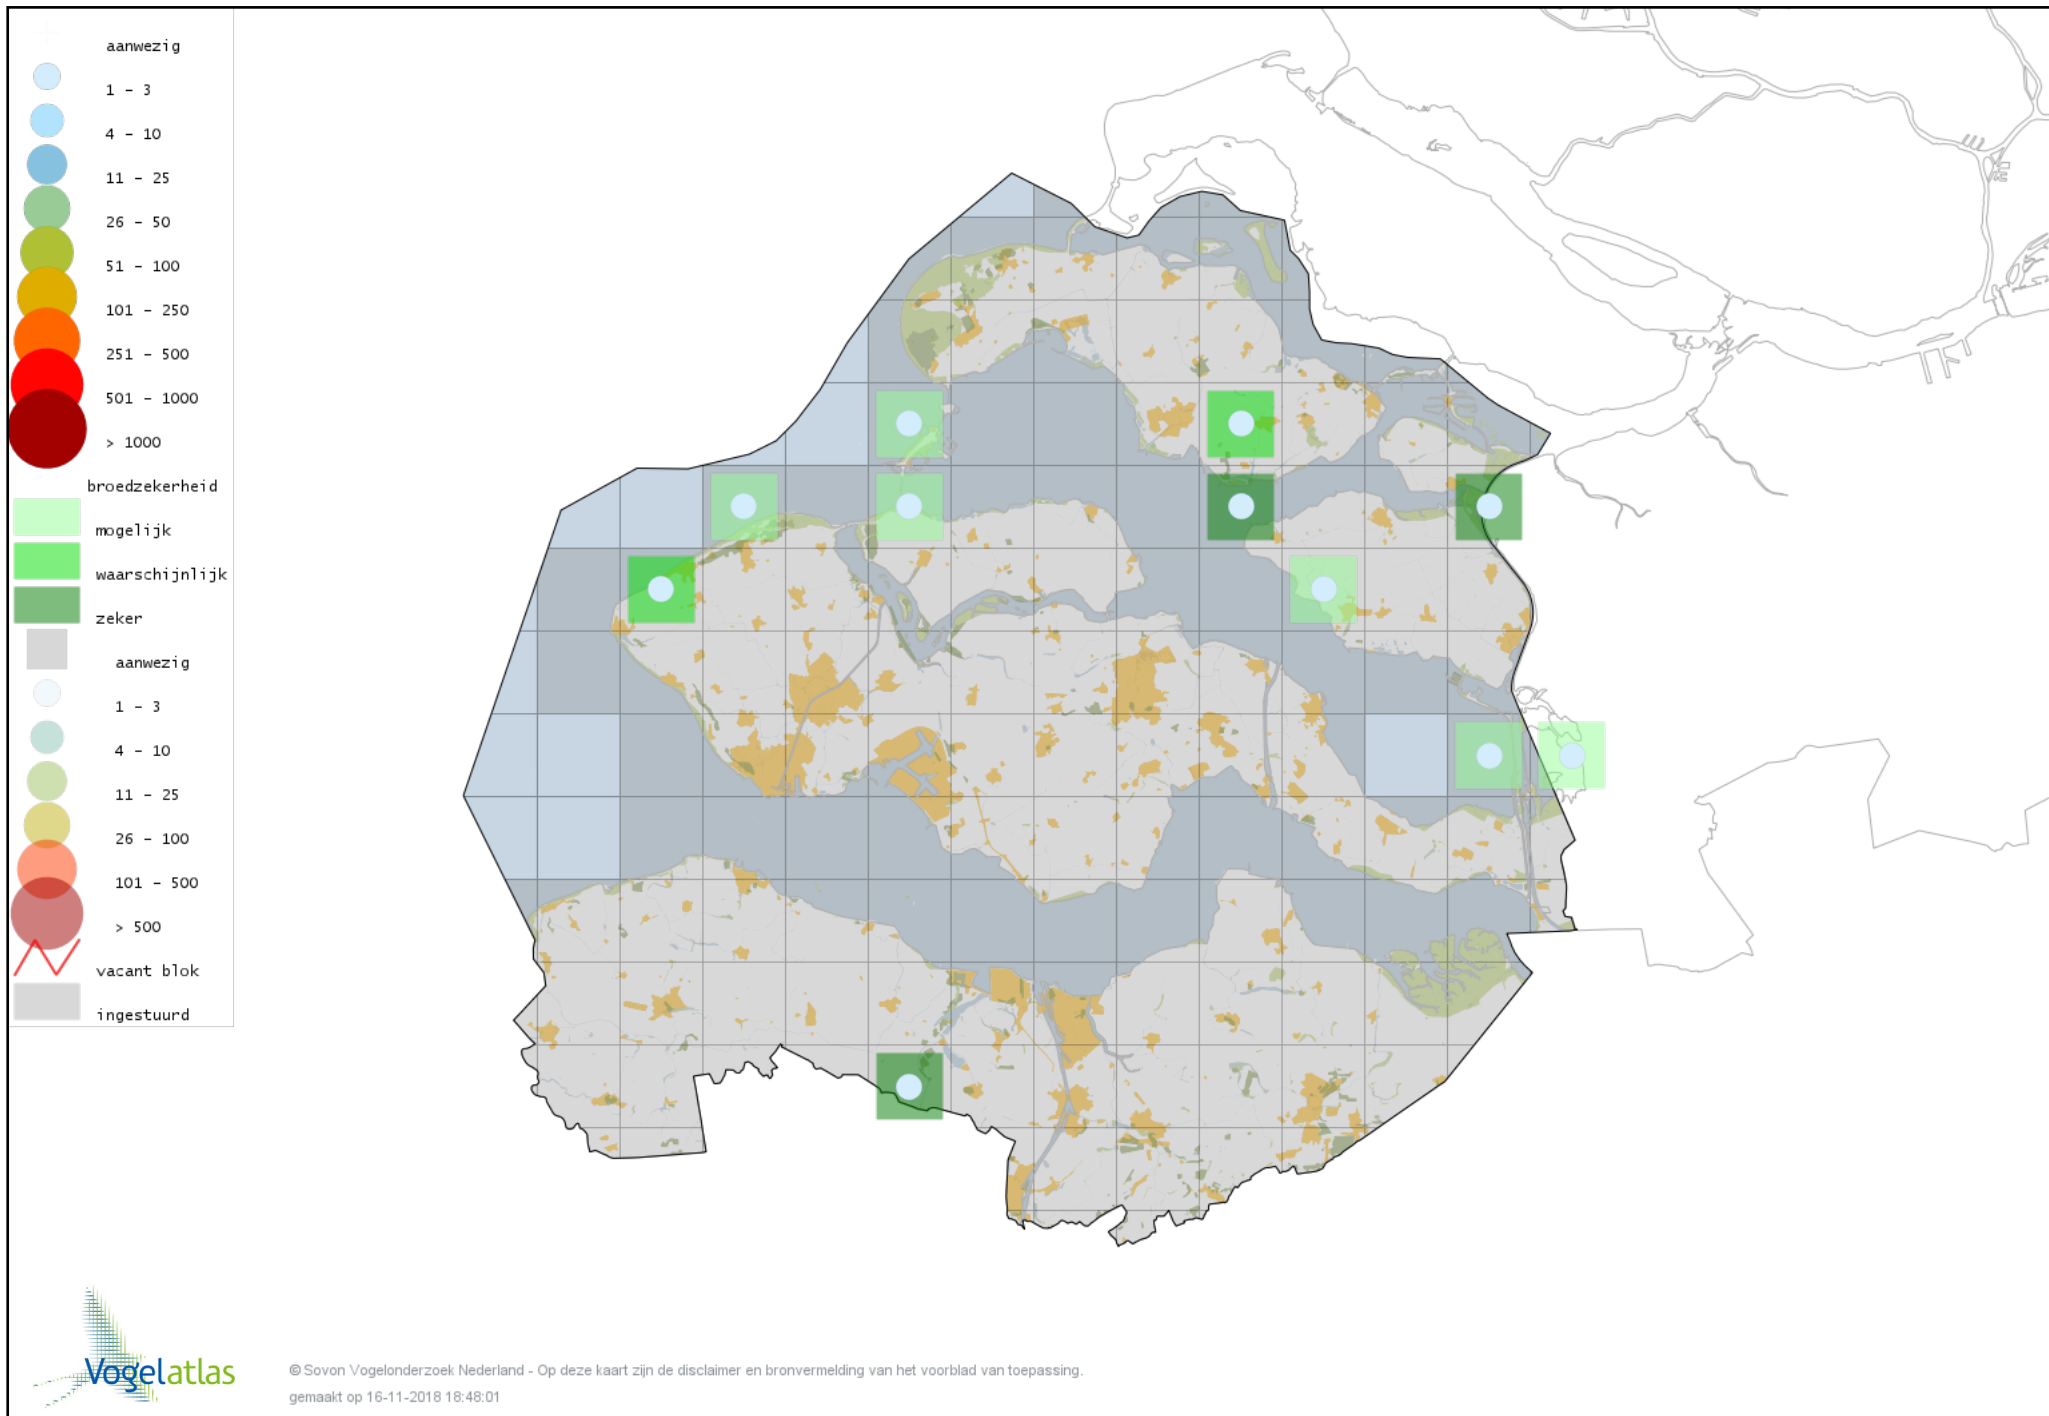 aanwezig
1 - 3
4 - 10
11 - 25
26 - 50
51 - 100
101 - 250
251 - 500
501 - 1000
> 1000
broedzekerheid
mogelijk
waarschijnlijk
zeker
aanwezig
1 - 3
4 - 10
11 - 25
26 - 100
101 - 500
> 500
vacant blok
ingestuurd
Vogelatlas
© Sovon Vogelonderzoek Nederland - Op deze kaart zijn de disclaimer en bronvermelding van het voorblad van toepassing.
gemaakt op 16-11-2018 18:48:01